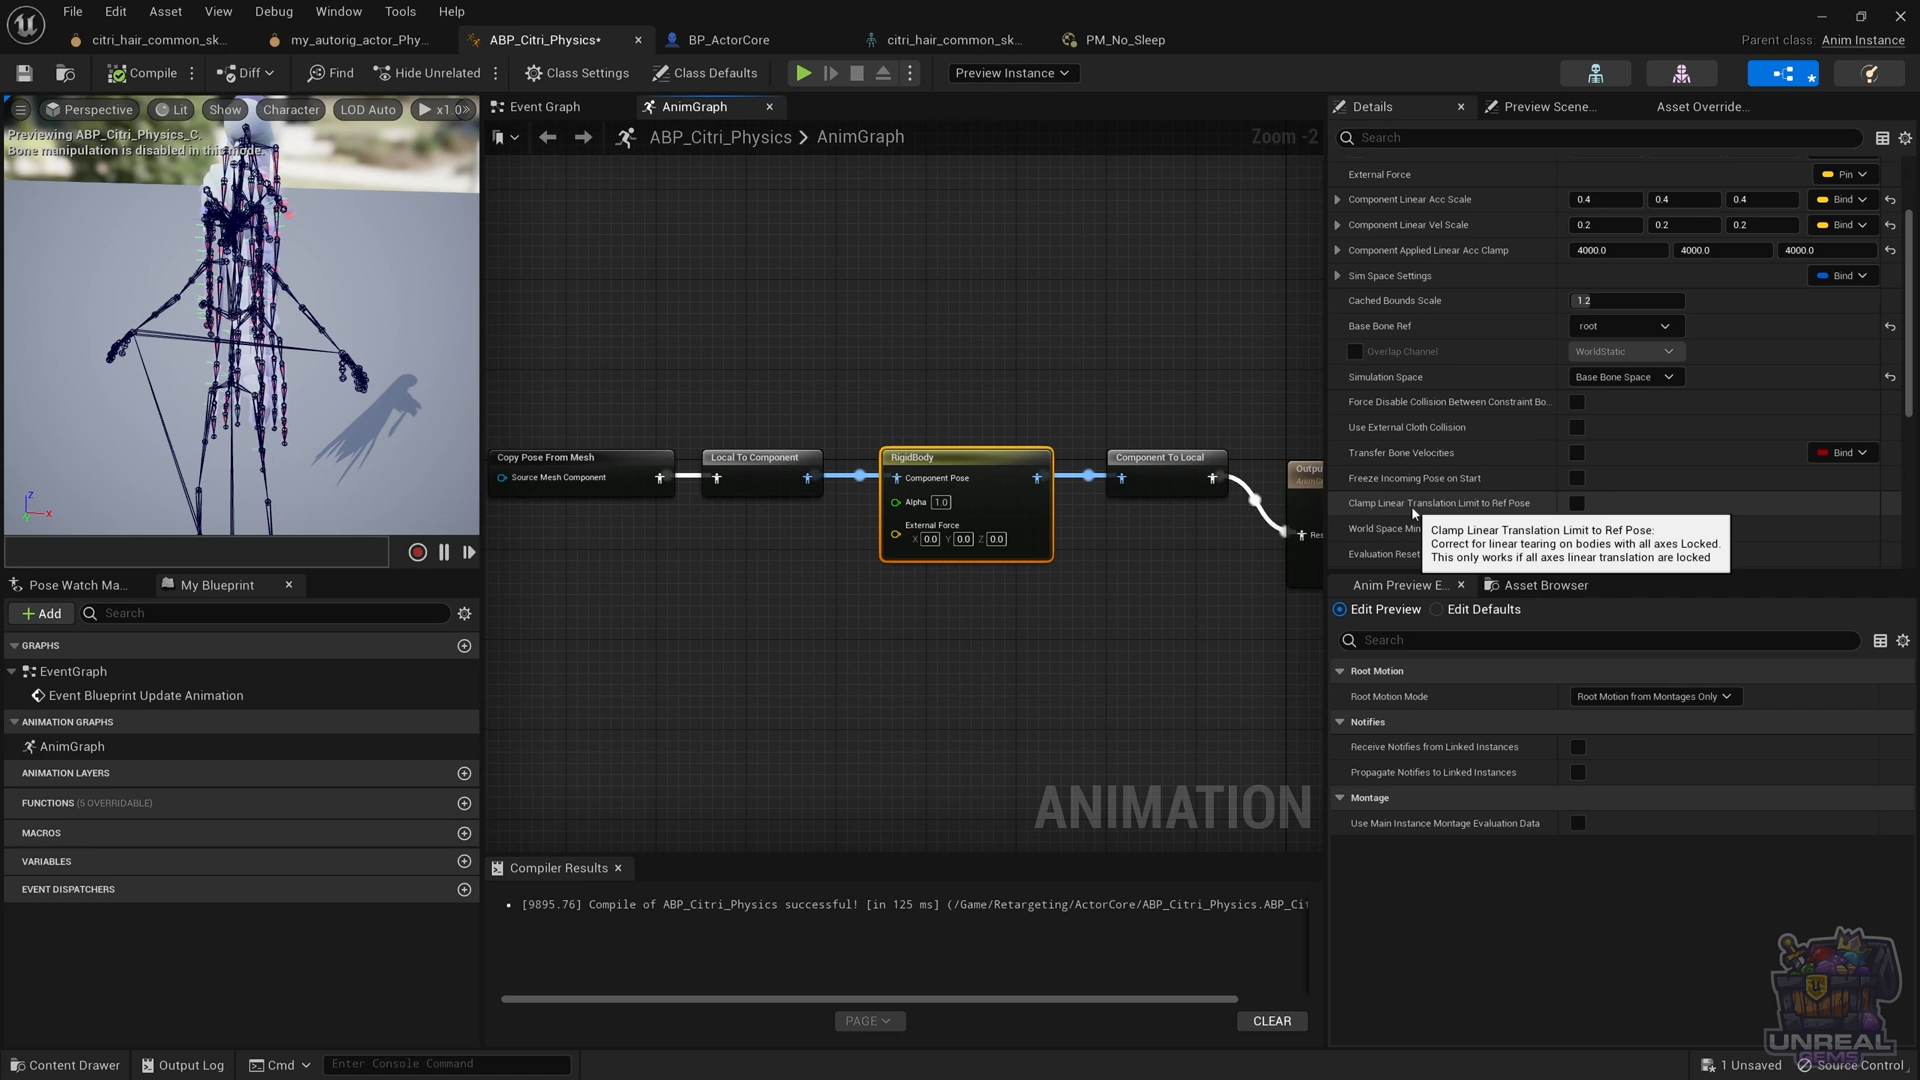 File Edit Asset View Debug Window Tools Help
citri_hair_common_sk... my_autorig_actor_Phy... ABP_Citri_Physics* BP_ActorCore citri_hair_common_sk... PM_No_Sleep Parent class: Anim Instance
Compile Diff Find Hide Unrelated Class Settings Class Defaults Preview Instance
Perspective Lit Show Character LOD Auto x1.0
Previewing ABP_Citri_Physics_C.
Bone manipulation is disabled in this mode.
Z
X
Pose Watch Ma... My Blueprint
Add Search
GRAPHS
EventGraph
Event Blueprint Update Animation
ANIMATION GRAPHS
AnimGraph
ANIMATION LAYERS
FUNCTIONS (5 OVERRIDABLE)
MACROS
VARIABLES
EVENT DISPATCHERS
Event Graph AnimGraph
ABP_Citri_Physics > AnimGraph Zoom -2
Copy Pose From Mesh
Source Mesh Component
Local To Component
RigidBody
Component Pose
Alpha 1.0
External Force
X 0.0 Y 0.0 Z 0.0
Component To Local
Outpu
AnimG
Res
ANIMATION
Compiler Results
[9895.76] Compile of ABP_Citri_Physics successful! [in 125 ms] (/Game/Retargeting/ActorCore/ABP_Citri_Physics.ABP_Cit
PAGE CLEAR
Details Preview Scene... Asset Override...
Search
External Force Pin
Component Linear Acc Scale 0.4 0.4 0.4 Bind
Component Linear Vel Scale 0.2 0.2 0.2 Bind
Component Applied Linear Acc Clamp 4000.0 4000.0 4000.0
Sim Space Settings Bind
Cached Bounds Scale 1.2
Base Bone Ref root
Overlap Channel WorldStatic
Simulation Space Base Bone Space
Force Disable Collision Between Constraint Bo...
Use External Cloth Collision
Transfer Bone Velocities Bind
Freeze Incoming Pose on Start
Clamp Linear Translation Limit to Ref Pose
World Space Min
Evaluation Reset
Clamp Linear Translation Limit to Ref Pose:
Correct for linear tearing on bodies with all axes Locked.
This only works if all axes linear translation are locked
Anim Preview E... Asset Browser
Edit Preview Edit Defaults
Search
Root Motion
Root Motion Mode Root Motion from Montages Only
Notifies
Receive Notifies from Linked Instances
Propagate Notifies to Linked Instances
Montage
Use Main Instance Montage Evaluation Data
UNREAL
GEMS
Content Drawer Output Log Cmd Enter Console Command 1 Unsaved Source Control